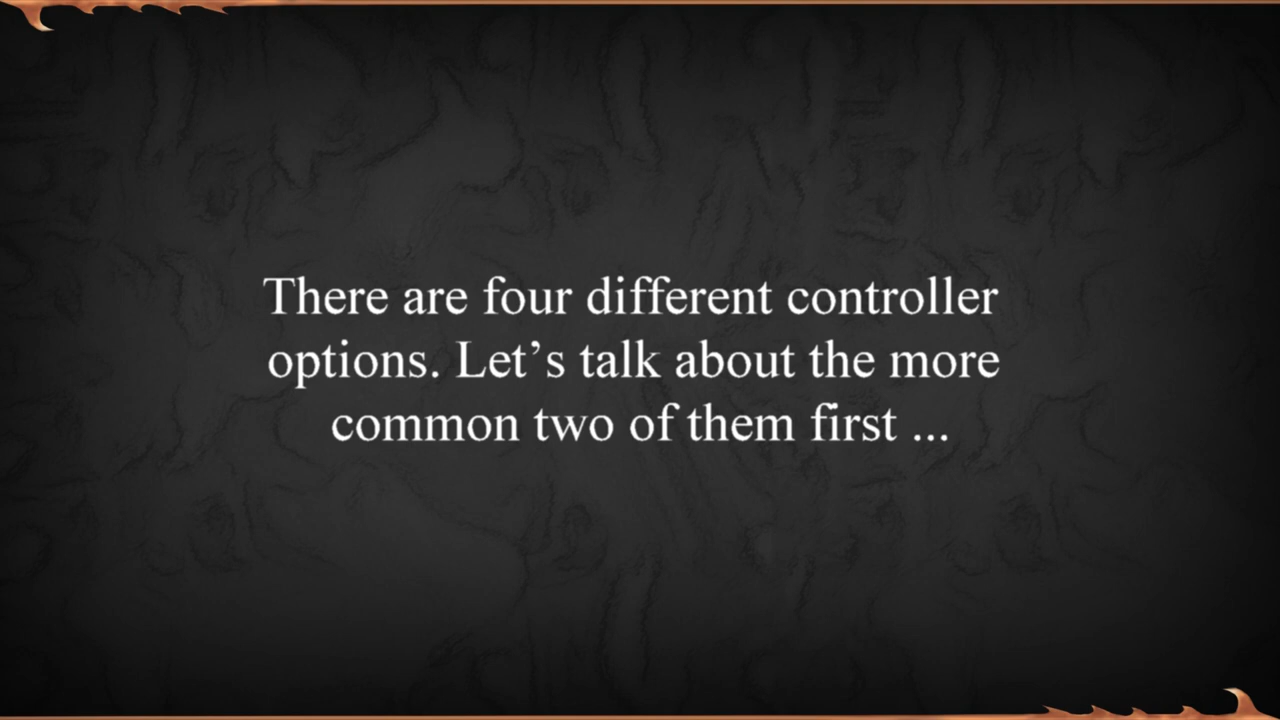 There are four different controller
options. Let’s talk about the more
common two of them first ...